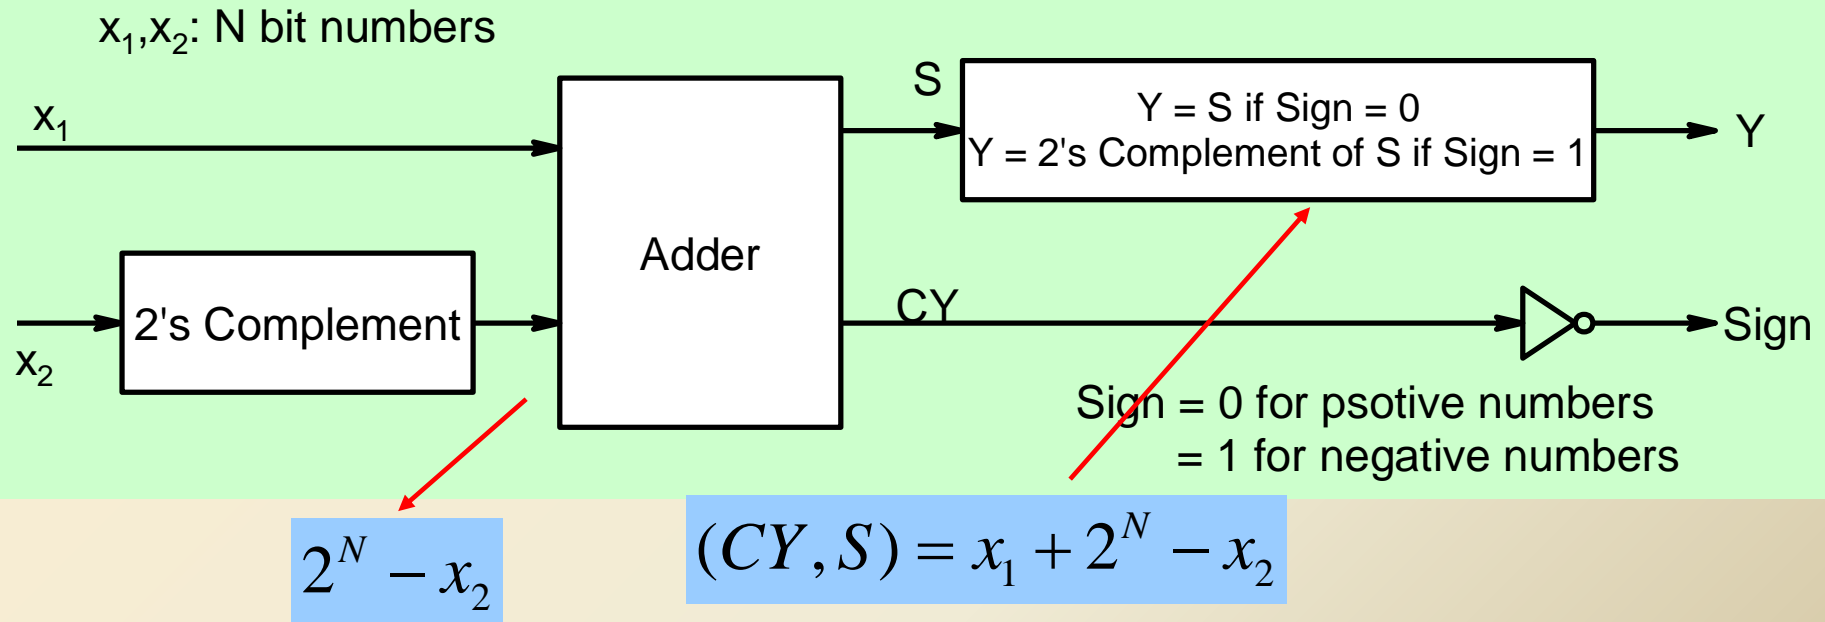 x₁,x₂: N bit numbers
x₁
x₂
2's Complement
Adder
S
CY
Y = S if Sign = 0
Y = 2's Complement of S if Sign = 1
Y
Sign
Sign = 0 for psotive numbers
= 1 for negative numbers
2^N − x₂
(CY, S) = x₁ + 2^N − x₂